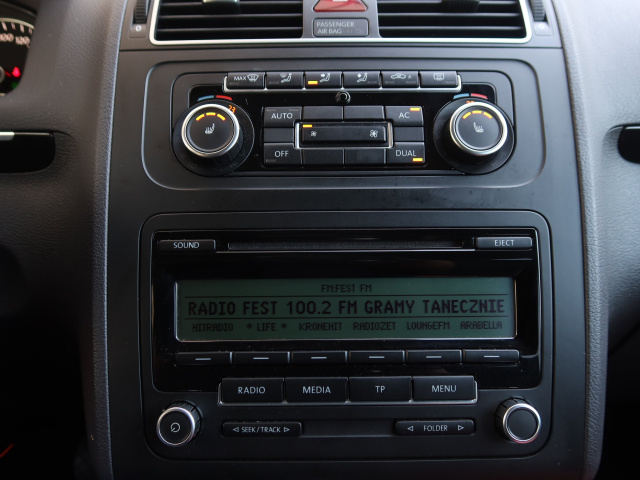 PASSENGER
AIR BAG
MAX
AUTO
AC
OFF
DUAL
SOUND
EJECT
FM:FEST FM
RADIO FEST 100.2 FM GRAMY TANECZNIE
HITRADIO * LIFE * KRONEHIT RADIOZET LOUNGEFM ARABELLA
RADIO MEDIA TP MENU
SEEK/TRACK FOLDER